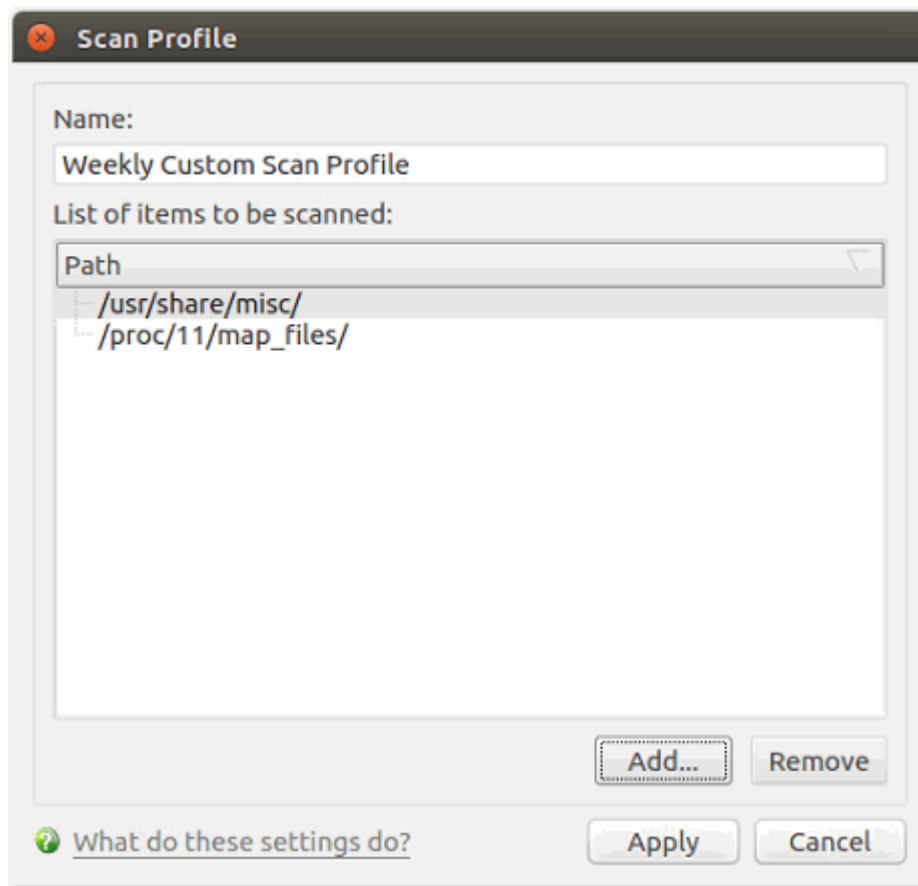 Scan Profile
Name:
Weekly Custom Scan Profile
List of items to be scanned:
Path
/usr/share/misc/
/proc/11/map_files/
Add... Remove
What do these settings do? Apply Cancel